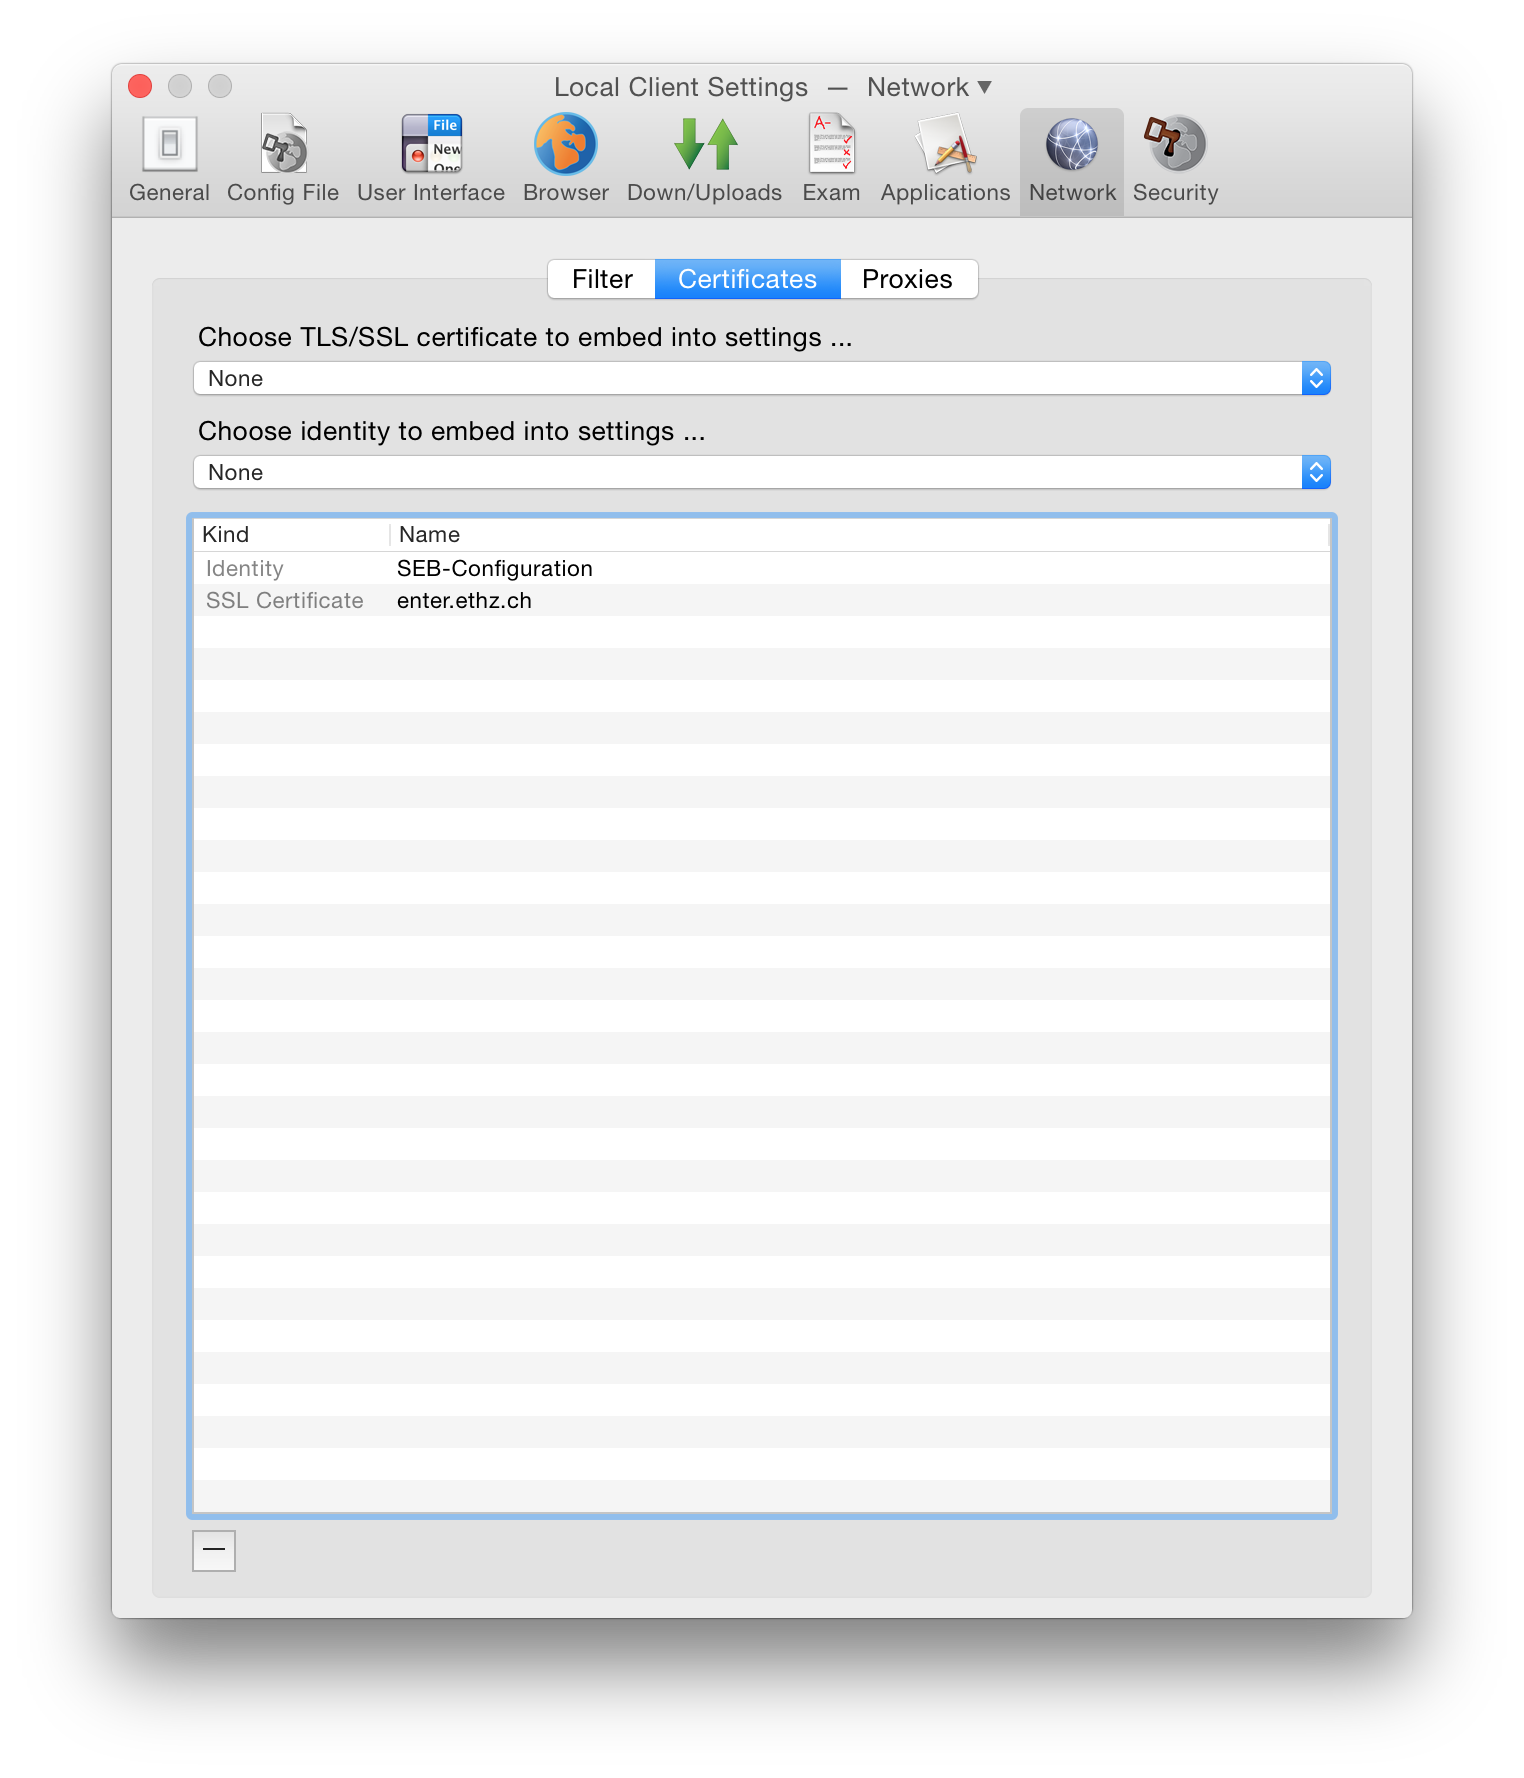 Local Client Settings — Network ▼
File
New
A-
General Config File User Interface Browser Down/Uploads Exam Applications Network Security
Filter Certificates Proxies
Choose TLS/SSL certificate to embed into settings ...
None
Choose identity to embed into settings ...
None
Kind Name
Identity SEB-Configuration
SSL Certificate enter.ethz.ch